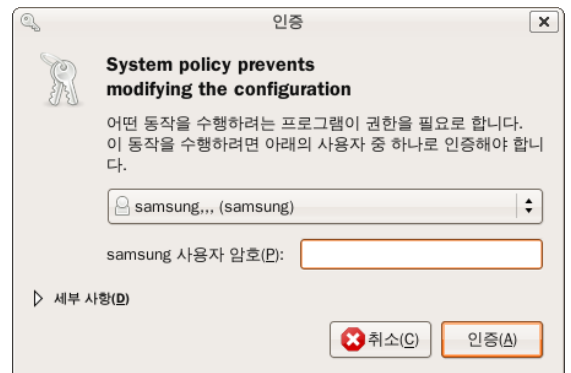 인증
System policy prevents
modifying the configuration
어떤 동작을 수행하려는 프로그램이 권한을 필요로 합니다.
이 동작을 수행하려면 아래의 사용자 중 하나로 인증해야 합니
다.
samsung,,, (samsung)
samsung 사용자 암호(P):
세부 사항(D)
취소(C) 인증(A)